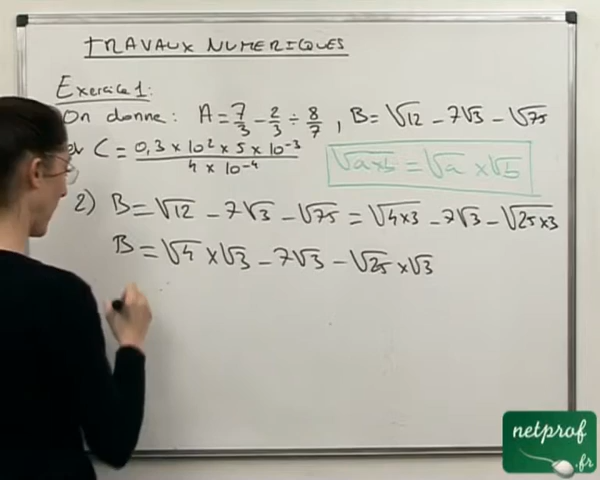 TRAVAUX NUMERIQUES
Exercice 1:
On donne: A = 7/3 - 2/3 ÷ 8/7 , B = √12 - 7√3 - √75
et C = (0,3 × 10² × 5 × 10⁻³)/(4 × 10⁻⁴)
√(a×b) = √a × √b
2) B = √12 - 7√3 - √75 = √(4×3) - 7√3 - √(25×3)
B = √4 × √3 - 7√3 - √25 × √3
netprof
.fr